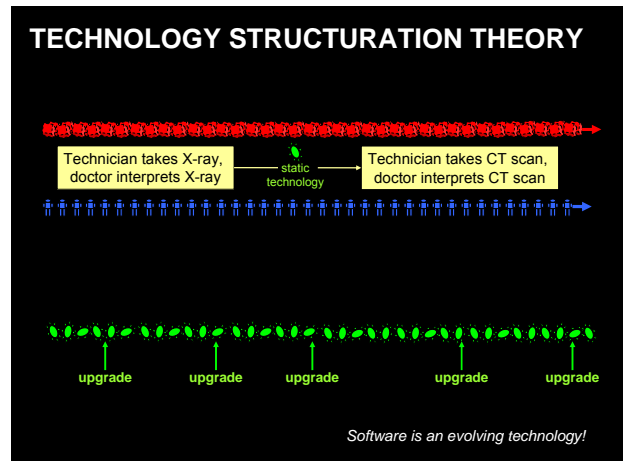 TECHNOLOGY STRUCTURATION THEORY
Technician takes X-ray,
doctor interprets X-ray
static
technology
Technician takes CT scan,
doctor interprets CT scan
upgrade
upgrade
upgrade
upgrade
upgrade
Software is an evolving technology!